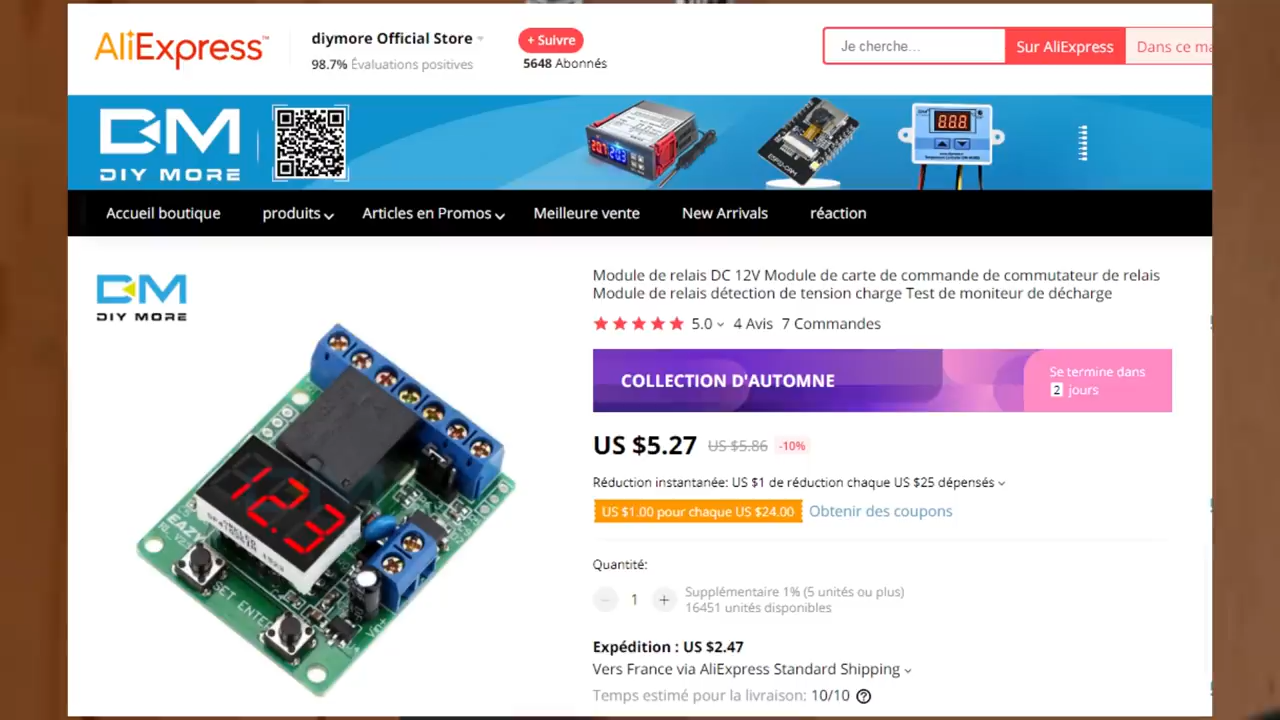 AliExpress™
diymore Official Store
+ Suivre
98.7% Évaluations positives
5648 Abonnés
Je cherche...
Sur AliExpress
Dans ce ma
DM
DIY MORE
Accueil boutique
produits
Articles en Promos
Meilleure vente
New Arrivals
réaction
DM
DIY MORE
12.3
SET
ENTER
Vin+
Module de relais DC 12V Module de carte de commande de commutateur de relais
Module de relais détection de tension charge Test de moniteur de décharge
5.0
4 Avis
7 Commandes
COLLECTION D'AUTOMNE
Se termine dans
2 jours
US $5.27 US $5.86 -10%
Réduction instantanée: US $1 de réduction chaque US $25 dépensés
US $1.00 pour chaque US $24.00
Obtenir des coupons
Quantité:
1
Supplémentaire 1% (5 unités ou plus)
16451 unités disponibles
Expédition : US $2.47
Vers France via AliExpress Standard Shipping
Temps estimé pour la livraison: 10/10